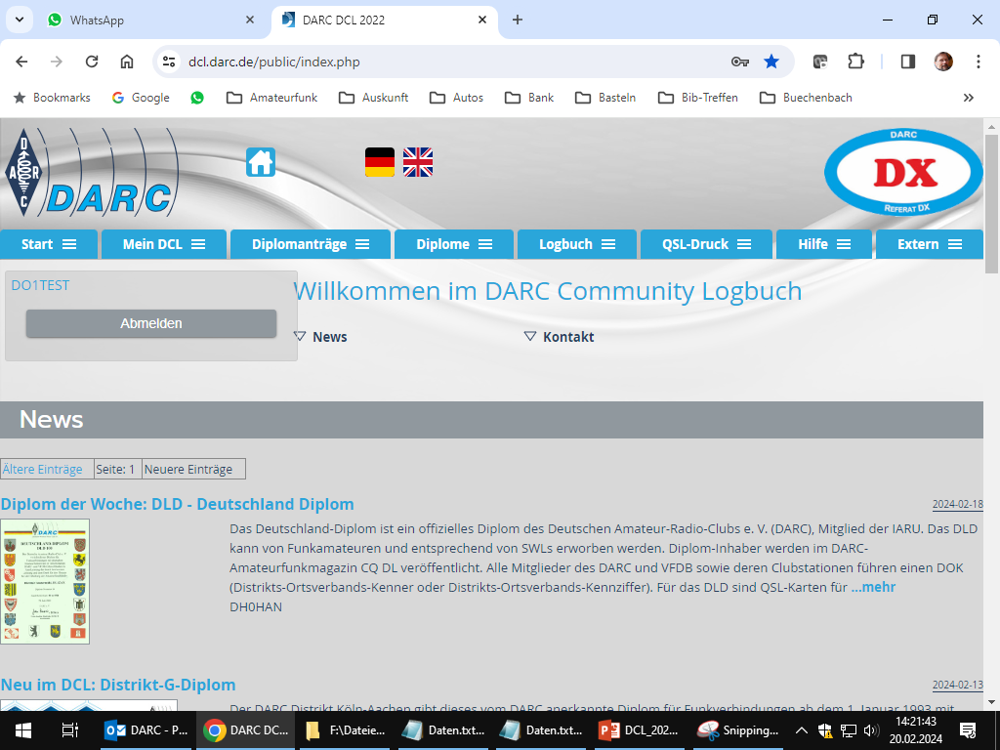 WhatsApp
DARC DCL 2022
dcl.darc.de/public/index.php
Bookmarks Google Amateurfunk Auskunft Autos Bank Basteln Bib-Treffen Buechenbach
DARC
DARC
DARC
DX
REFERAT DX
Start Mein DCL Diplomanträge Diplome Logbuch QSL-Druck Hilfe Extern
DO1TEST
Abmelden
Willkommen im DARC Community Logbuch
News Kontakt
News
Ältere Einträge Seite: 1 Neuere Einträge
Diplom der Woche: DLD - Deutschland Diplom 2024-02-18
DARC
DEUTSCHLAND-DIPLOM
Das Deutschland-Diplom ist ein offizielles Diplom des Deutschen Amateur-Radio-Clubs e. V. (DARC), Mitglied der IARU. Das DLD
kann von Funkamateuren und entsprechend von SWLs erworben werden. Diplom-Inhaber werden im DARC-
Amateurfunkmagazin CQ DL veröffentlicht. Alle Mitglieder des DARC und VFDB sowie deren Clubstationen führen einen DOK
(Distrikts-Ortsverbands-Kenner oder Distrikts-Ortsverbands-Kennziffer). Für das DLD sind QSL-Karten für ...mehr
DH0HAN
Neu im DCL: Distrikt-G-Diplom 2024-02-13
Der DARC Distrikt Köln-Aachen gibt dieses vom DARC anerkannte Diplom für Funkverbindungen ab dem 1. Januar 1993 mit
DARC - P... DARC DC... F:\Dateie... Daten.txt... Daten.txt... DCL_202... Snipping... 14:21:43
20.02.2024